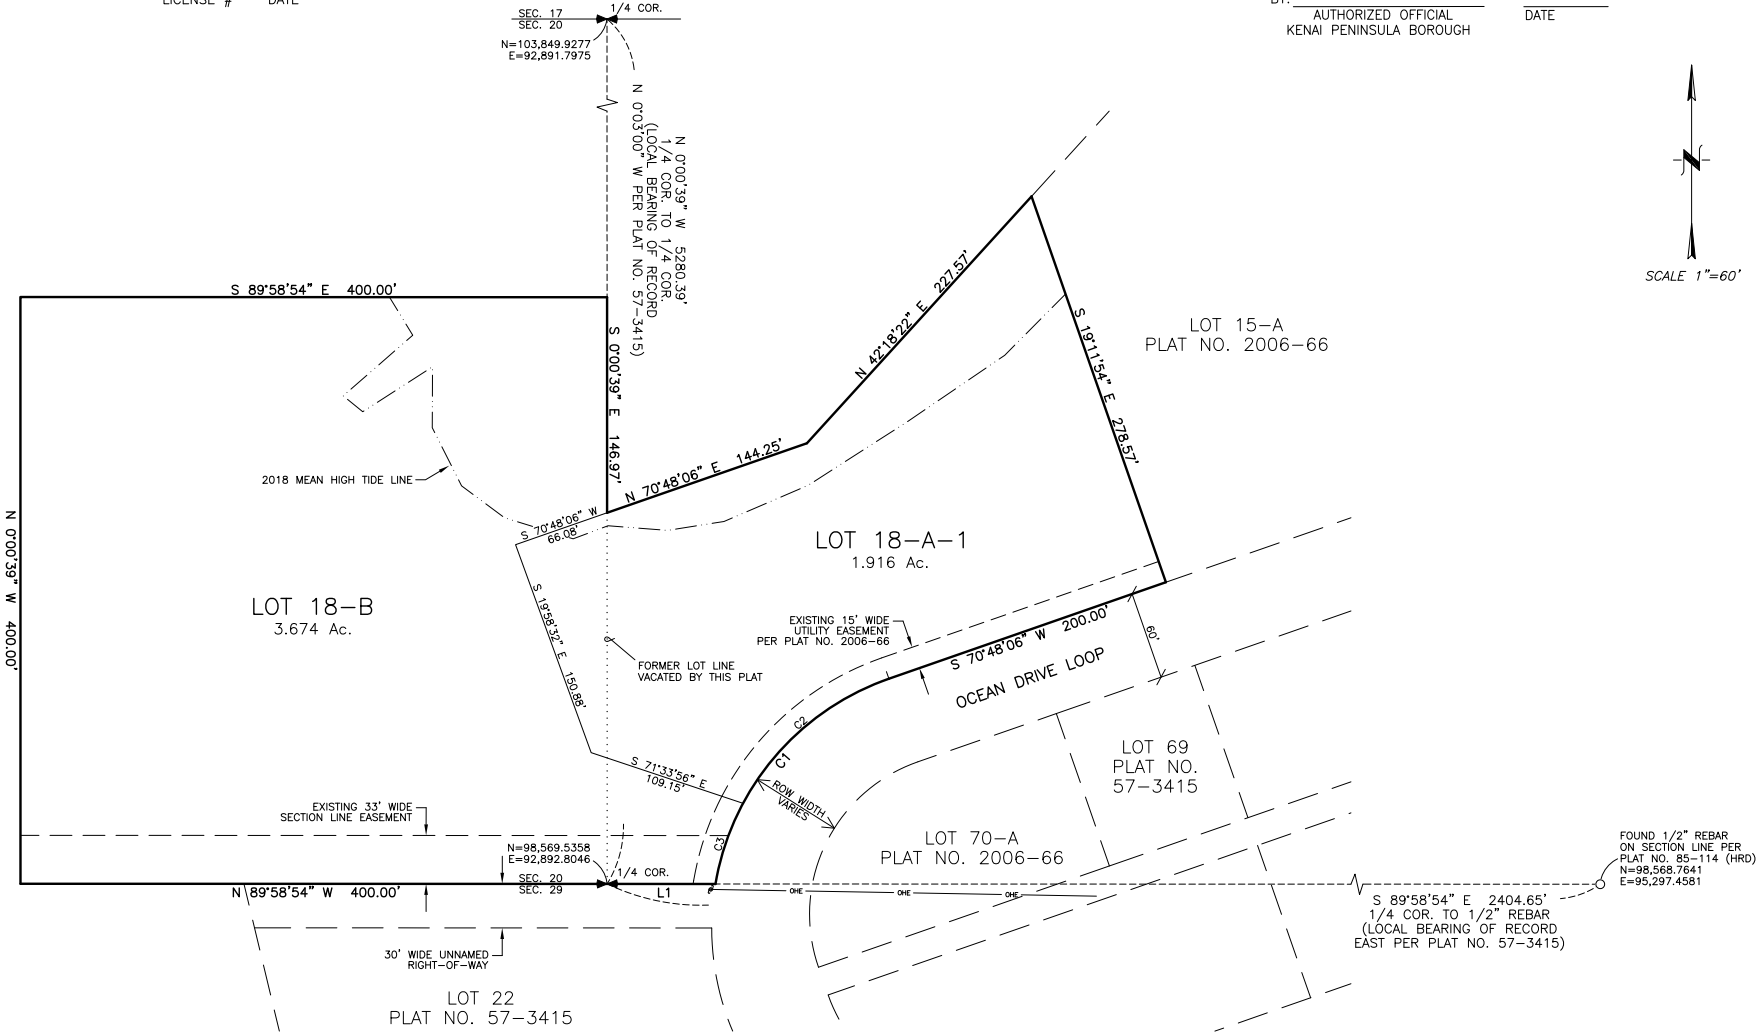 LICENSE # DATE
BY:
AUTHORIZED OFFICIAL
KENAI PENINSULA BOROUGH
DATE
SEC. 17
SEC. 20
1/4 COR.
N=103,849.9277
E=92,891.7975
N 0°00'39" W 5280.39'
1/4 COR. TO 1/4 COR.
(LOCAL BEARING OF RECORD
N 0°03'00" W PER PLAT NO. 57-3415)
N
SCALE 1"=60'
S 89°58'54" E 400.00'
S 0°00'39" E 146.97'
N 42°18'22" E 227.57'
S 19°11'54" E 278.57'
LOT 15-A
PLAT NO. 2006-66
N 70°48'06" E 144.25'
2018 MEAN HIGH TIDE LINE
S 70°48'06" W
66.08'
N 0°00'39" W 400.00'
LOT 18-A-1
1.916 Ac.
LOT 18-B
3.674 Ac.
S 19°58'32" E 150.88'
EXISTING 15' WIDE
UTILITY EASEMENT
PER PLAT NO. 2006-66
S 70°48'06" W 200.00'
60'
OCEAN DRIVE LOOP
FORMER LOT LINE
VACATED BY THIS PLAT
C2
C1
S 71°33'56" E
109.15'
ROW WIDTH
VARIES
LOT 69
PLAT NO.
57-3415
EXISTING 33' WIDE
SECTION LINE EASEMENT
C3
LOT 70-A
PLAT NO. 2006-66
N=98,569.5358
E=92,892.8046
1/4 COR.
SEC. 20
SEC. 29
N 89°58'54" W 400.00'
L1
OHE
OHE
OHE
FOUND 1/2" REBAR
ON SECTION LINE PER
PLAT NO. 85-114 (HRD)
N=98,568.7641
E=95,297.4581
S 89°58'54" E 2404.65'
1/4 COR. TO 1/2" REBAR
(LOCAL BEARING OF RECORD
EAST PER PLAT NO. 57-3415)
30' WIDE UNNAMED
RIGHT-OF-WAY
LOT 22
PLAT NO. 57-3415